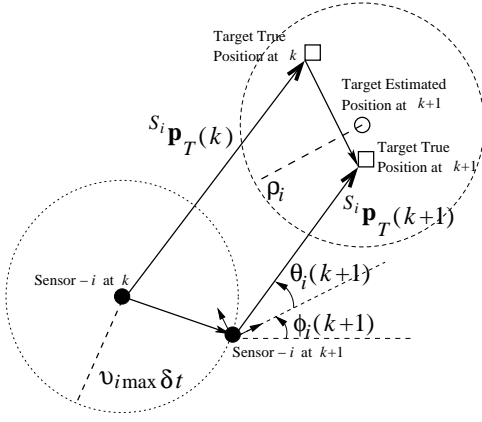 Target True
Position at k
Target Estimated
Position at k+1
Target True
Position at k+1
S_i p_T(k)
ρ_i
S_i p_T(k+1)
θ_i(k+1)
Sensor – i at k
ϕ_i(k+1)
Sensor – i at k+1
υ_i max δt